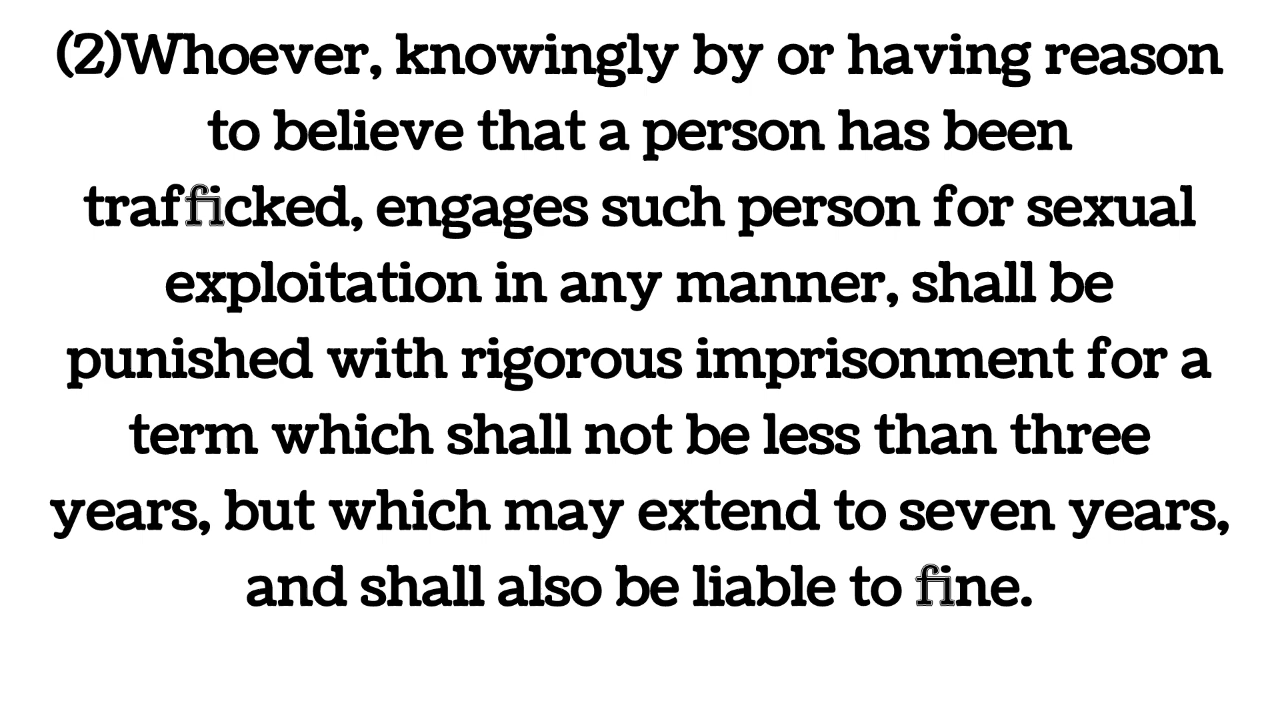 (2)Whoever, knowingly by or having reason
to believe that a person has been
trafficked, engages such person for sexual
exploitation in any manner, shall be
punished with rigorous imprisonment for a
term which shall not be less than three
years, but which may extend to seven years,
and shall also be liable to fine.